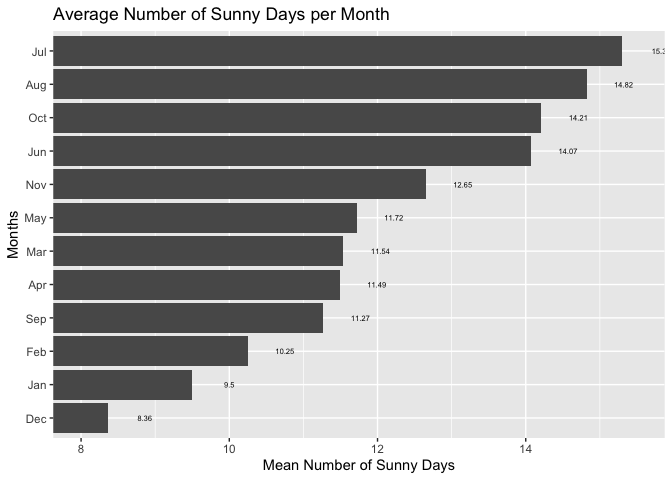 Average Number of Sunny Days per Month
Months
Jul 15.3
Aug 14.82
Oct 14.21
Jun 14.07
Nov 12.65
May 11.72
Mar 11.54
Apr 11.49
Sep 11.27
Feb 10.25
Jan 9.5
Dec 8.36
8 10 12 14
Mean Number of Sunny Days